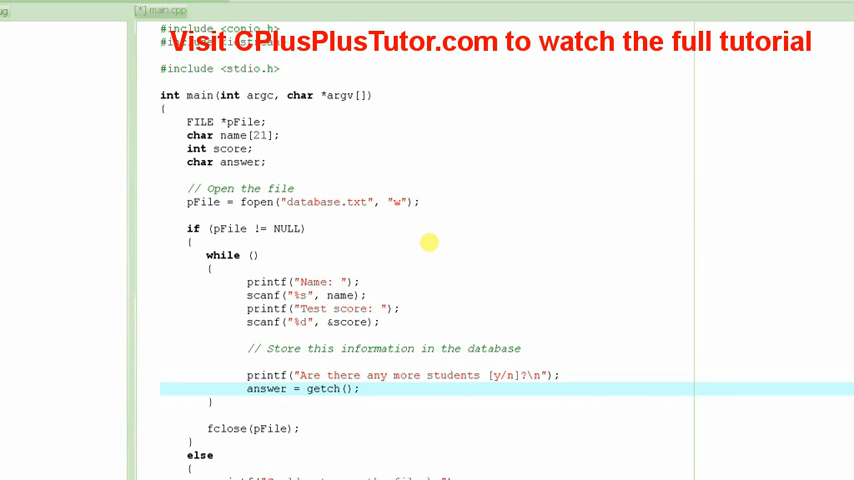 [*] main.cpp
#include <conio.h>
Visit CPlusPlusTutor.com to watch the full tutorial
#include <stdio.h>
int main(int argc, char *argv[])
{
FILE *pFile;
char name[21];
int score;
char answer;
// Open the file
pFile = fopen("database.txt", "w");
if (pFile != NULL)
{
while ()
{
printf("Name: ");
scanf("%s", name);
printf("Test score: ");
scanf("%d", &score);
// Store this information in the database
printf("Are there any more students [y/n]?\n");
answer = getch();
}
fclose(pFile);
}
else
{